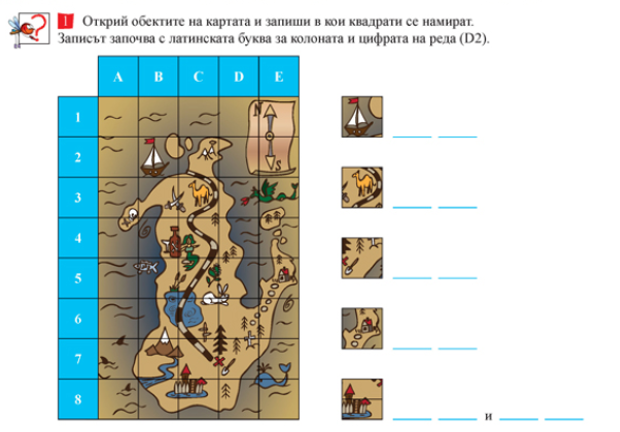 1 Открий обектите на картата и запиши в кои квадрати се намират.
Записът започва с латинската буква за колоната и цифрата на реда (D2).
A B C D E
1
2
3
4
5
6
7
8
N
S
и